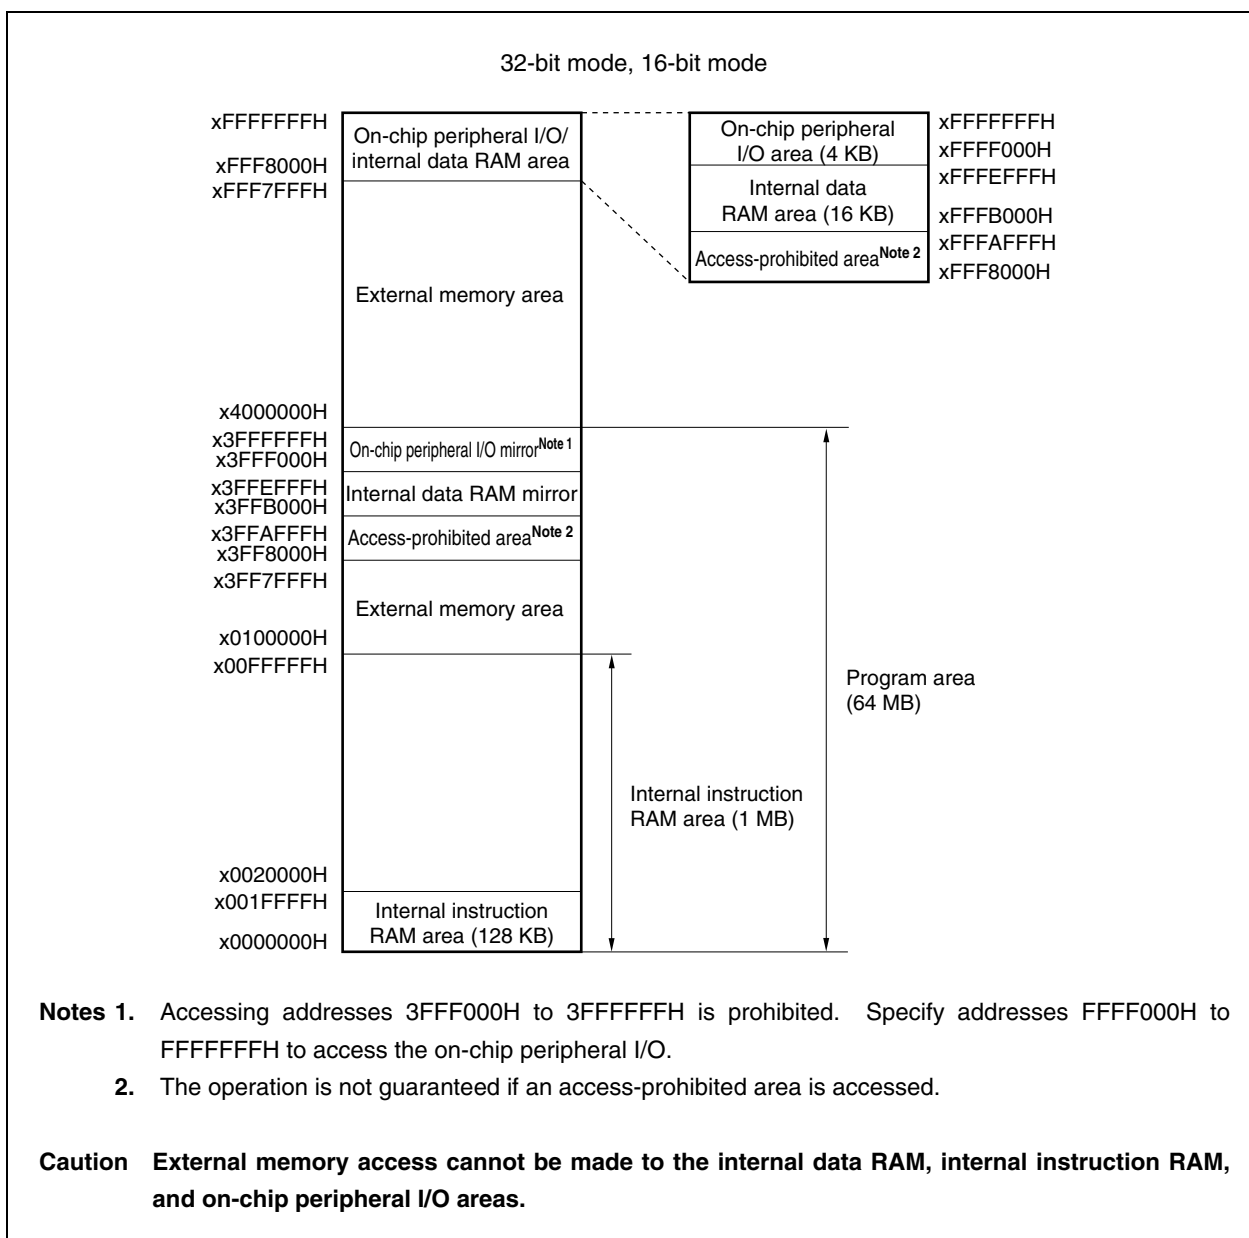 32-bit mode, 16-bit mode
xFFFFFFFH
xFFF8000H
xFFF7FFFH
On-chip peripheral I/O/
internal data RAM area
On-chip peripheral
I/O area (4 KB)
Internal data
RAM area (16 KB)
Access-prohibited areaNote 2
xFFFFFFFH
xFFFF000H
xFFFEFFFH
xFFFB000H
xFFFAFFFH
xFFF8000H
External memory area
x4000000H
x3FFFFFFH
x3FFF000H
On-chip peripheral I/O mirrorNote 1
x3FFEFFFH
x3FFB000H
Internal data RAM mirror
x3FFAFFFH
x3FF8000H
Access-prohibited areaNote 2
x3FF7FFFH
External memory area
x0100000H
x00FFFFFH
Program area
(64 MB)
Internal instruction
RAM area (1 MB)
x0020000H
x001FFFFH
Internal instruction
RAM area (128 KB)
x0000000H
Notes 1. Accessing addresses 3FFF000H to 3FFFFFFH is prohibited. Specify addresses FFFF000H to
FFFFFFFH to access the on-chip peripheral I/O.
2. The operation is not guaranteed if an access-prohibited area is accessed.
Caution External memory access cannot be made to the internal data RAM, internal instruction RAM,
and on-chip peripheral I/O areas.